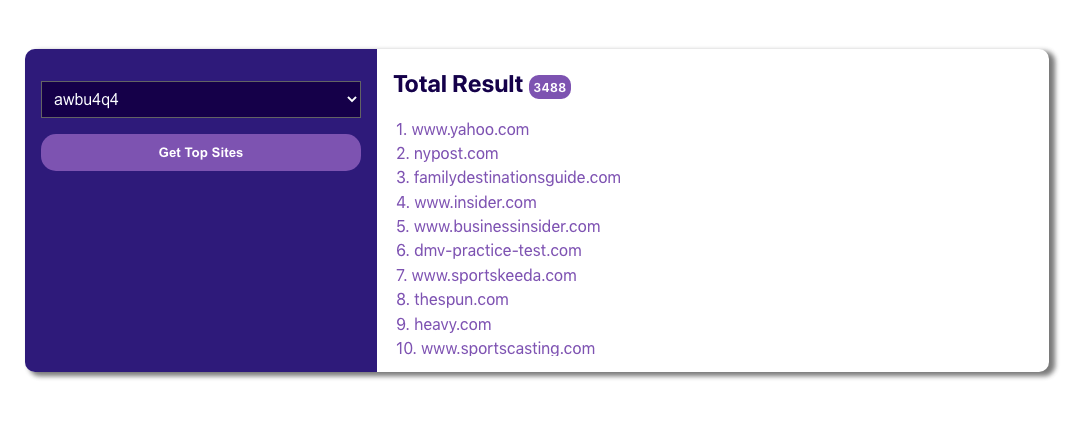 awbu4q4
Get Top Sites
Total Result 3488
1. www.yahoo.com
2. nypost.com
3. familydestinationsguide.com
4. www.insider.com
5. www.businessinsider.com
6. dmv-practice-test.com
7. www.sportskeeda.com
8. thespun.com
9. heavy.com
10. www.sportscasting.com